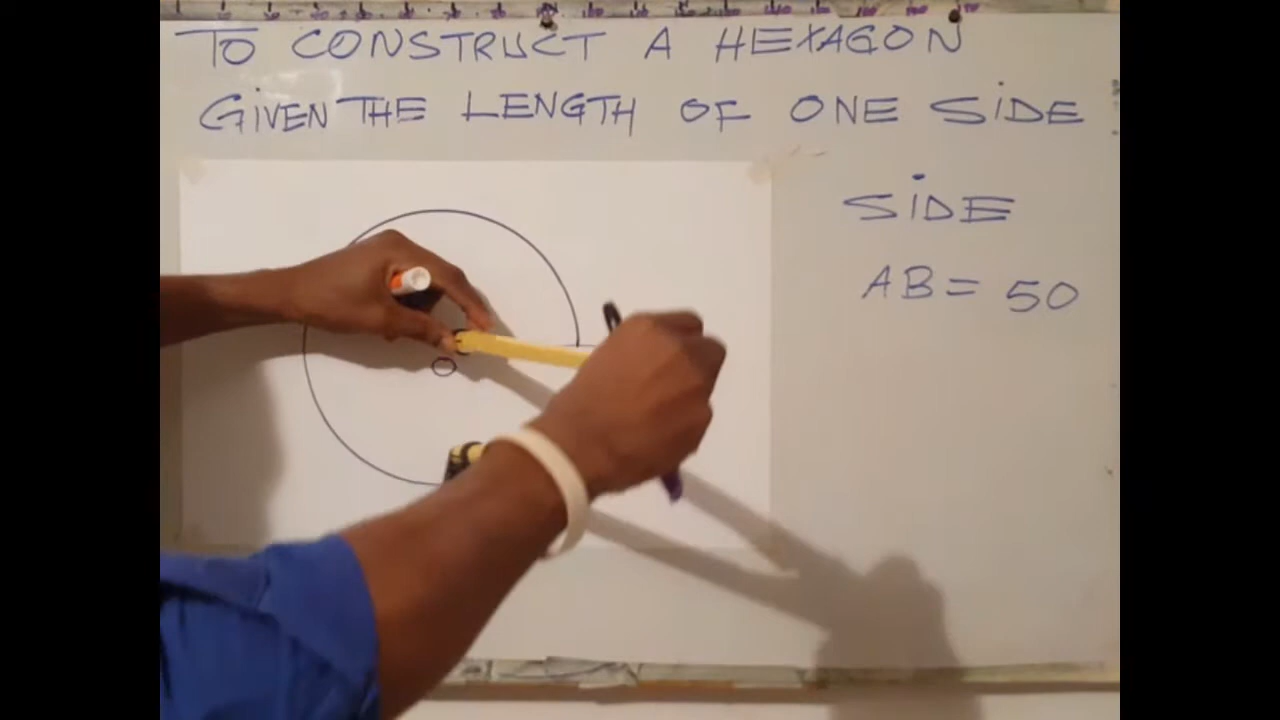 TO CONSTRUCT A HEXAGON
GIVEN THE LENGTH OF ONE SIDE
SIDE
AB = 50
O